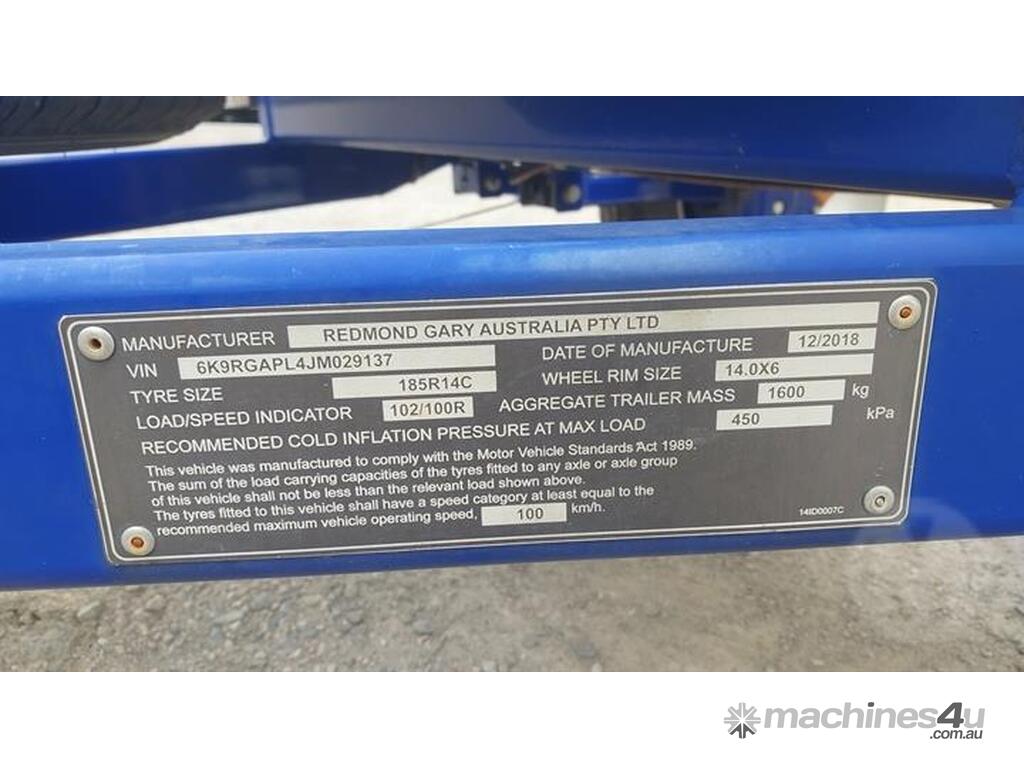 MANUFACTURER REDMOND GARY AUSTRALIA PTY LTD
VIN 6K9RGAPL4JM029137 DATE OF MANUFACTURE 12/2018
TYRE SIZE 185R14C WHEEL RIM SIZE 14.0X6
LOAD/SPEED INDICATOR 102/100R AGGREGATE TRAILER MASS 1600 kg
RECOMMENDED COLD INFLATION PRESSURE AT MAX LOAD 450 kPa
This vehicle was manufactured to comply with the Motor Vehicle Standards Act 1989.
The sum of the load carrying capacities of the tyres fitted to any axle or axle group
of this vehicle shall not be less than the relevant load shown above.
The tyres fitted to this vehicle shall have a speed category at least equal to the
recommended maximum vehicle operating speed, 100 km/h.
14ID0007C
machines4u
.com.au